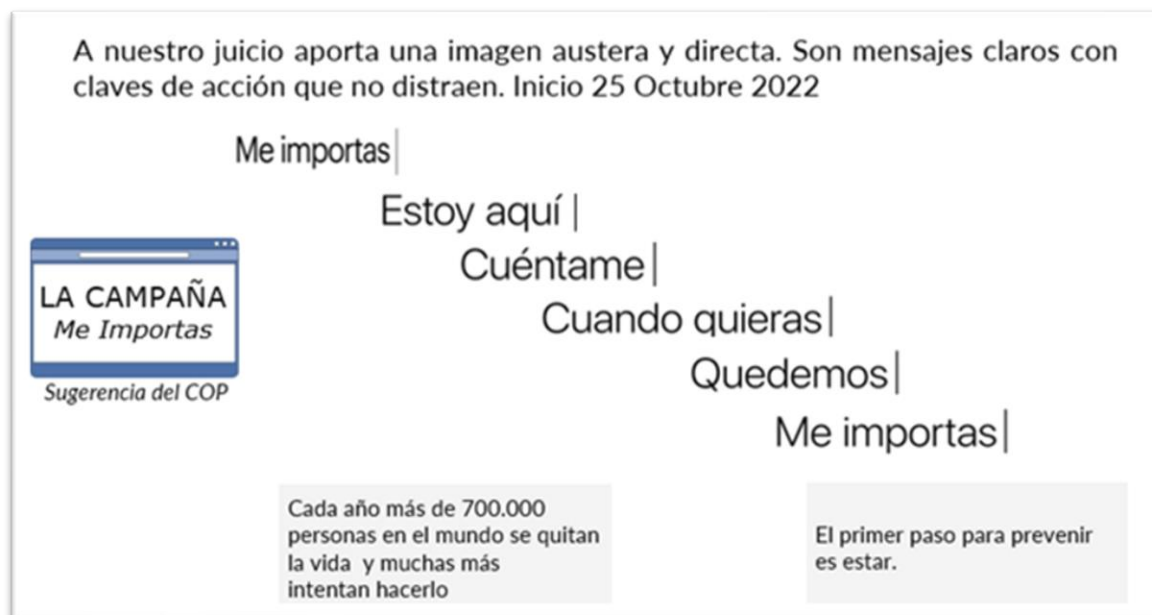 A nuestro juicio aporta una imagen austera y directa. Son mensajes claros con
claves de acción que no distraen. Inicio 25 Octubre 2022
Me importas
Estoy aquí
Cuéntame
Cuando quieras
Quedemos
Me importas
LA CAMPAÑA
Me Importas
Sugerencia del COP
Cada año más de 700.000
personas en el mundo se quitan
la vida y muchas más
intentan hacerlo
El primer paso para prevenir
es estar.